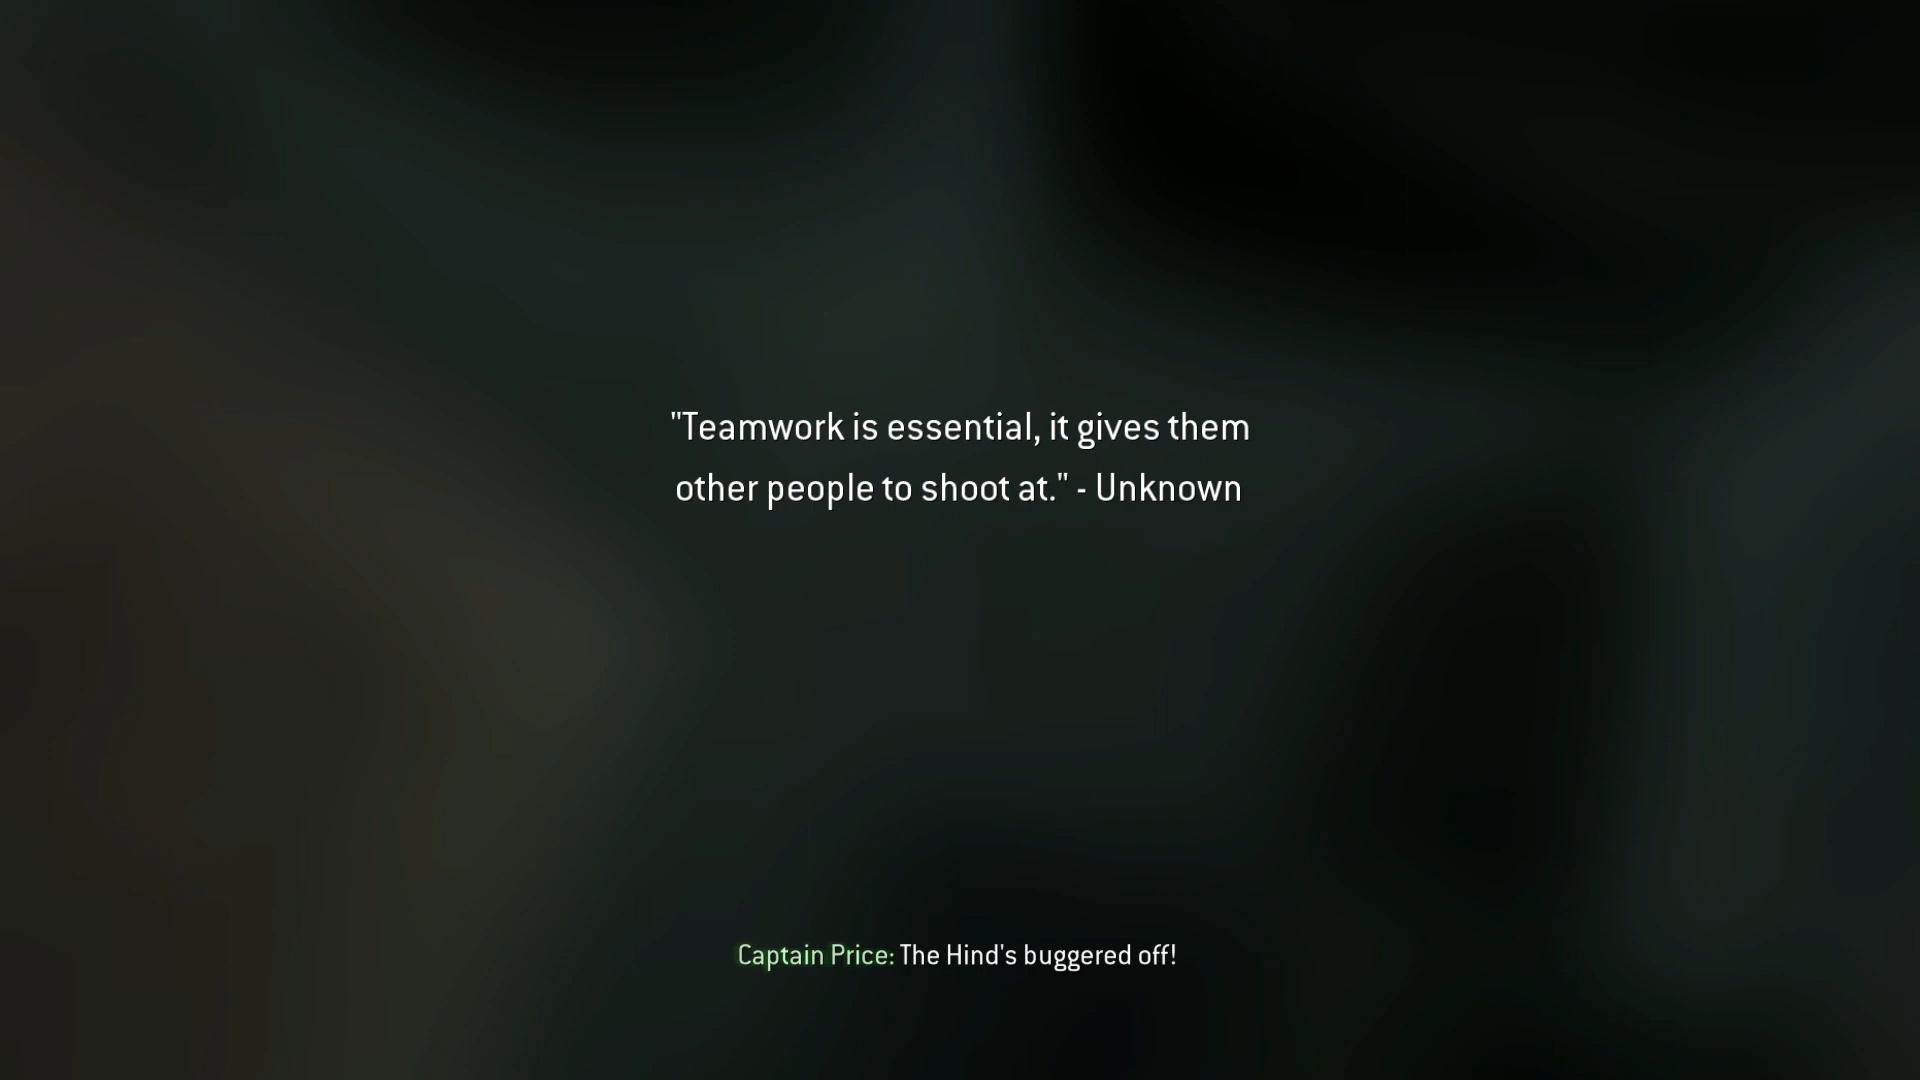 "Teamwork is essential, it gives them
other people to shoot at." - Unknown
Captain Price: The Hind's buggered off!